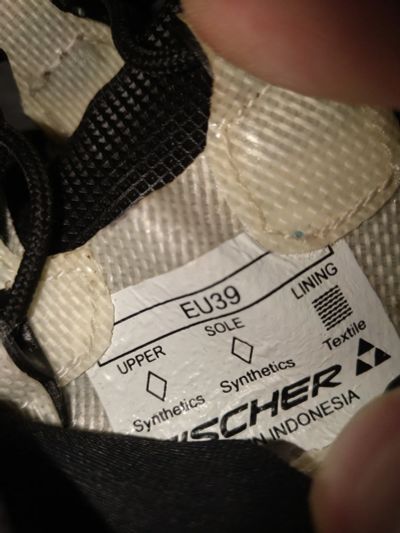 EU39
UPPER SOLE LINING
Synthetics Synthetics Textile
ISCHER
IN INDONESIA